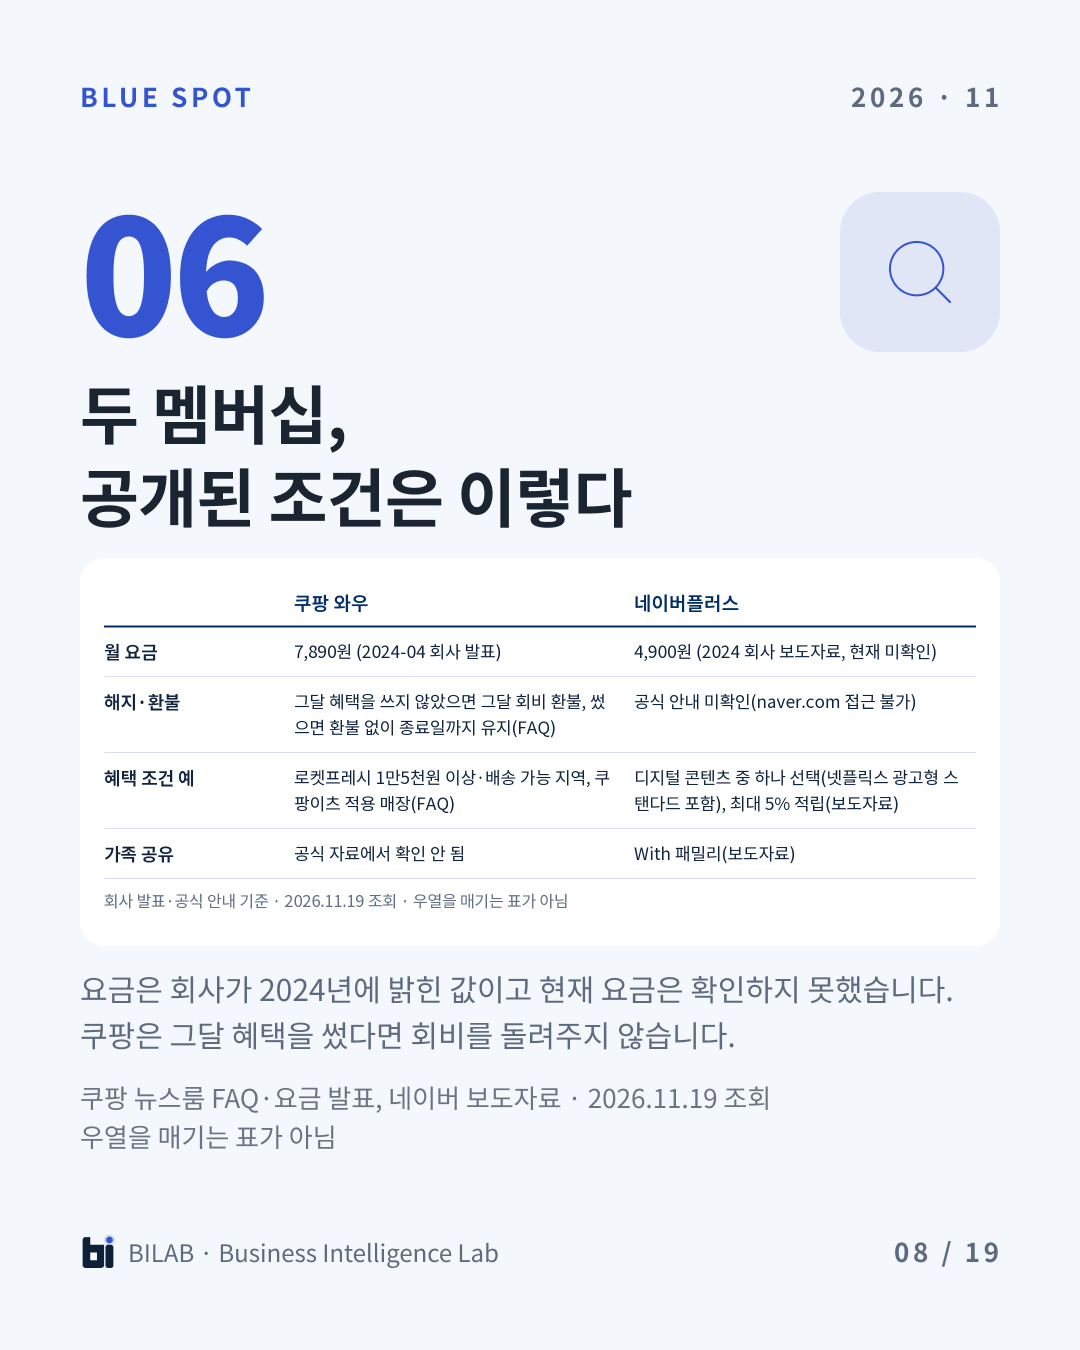 BLUE SPOT
2026 · 11
06
두 멤버십,
공개된 조건은 이렇다
쿠팡 와우 네이버플러스
월 요금 7,890원 (2024-04 회사 발표) 4,900원 (2024 회사 보도자료, 현재 미확인)
해지·환불 그달 혜택을 쓰지 않았으면 그달 회비 환불, 썼 공식 안내 미확인(naver.com 접근 불가)
으면 환불 없이 종료일까지 유지(FAQ)
혜택 조건 예 로켓프레시 1만5천원 이상·배송 가능 지역, 쿠 디지털 콘텐츠 중 하나 선택(넷플릭스 광고형 스
팡이츠 적용 매장(FAQ) 탠다드 포함), 최대 5% 적립(보도자료)
가족 공유 공식 자료에서 확인 안 됨 With 패밀리(보도자료)
회사 발표·공식 안내 기준 · 2026.11.19 조회 · 우열을 매기는 표가 아님
요금은 회사가 2024년에 밝힌 값이고 현재 요금은 확인하지 못했습니다.
쿠팡은 그달 혜택을 썼다면 회비를 돌려주지 않습니다.
쿠팡 뉴스룸 FAQ·요금 발표, 네이버 보도자료 · 2026.11.19 조회
우열을 매기는 표가 아님
bi BILAB · Business Intelligence Lab
08 / 19